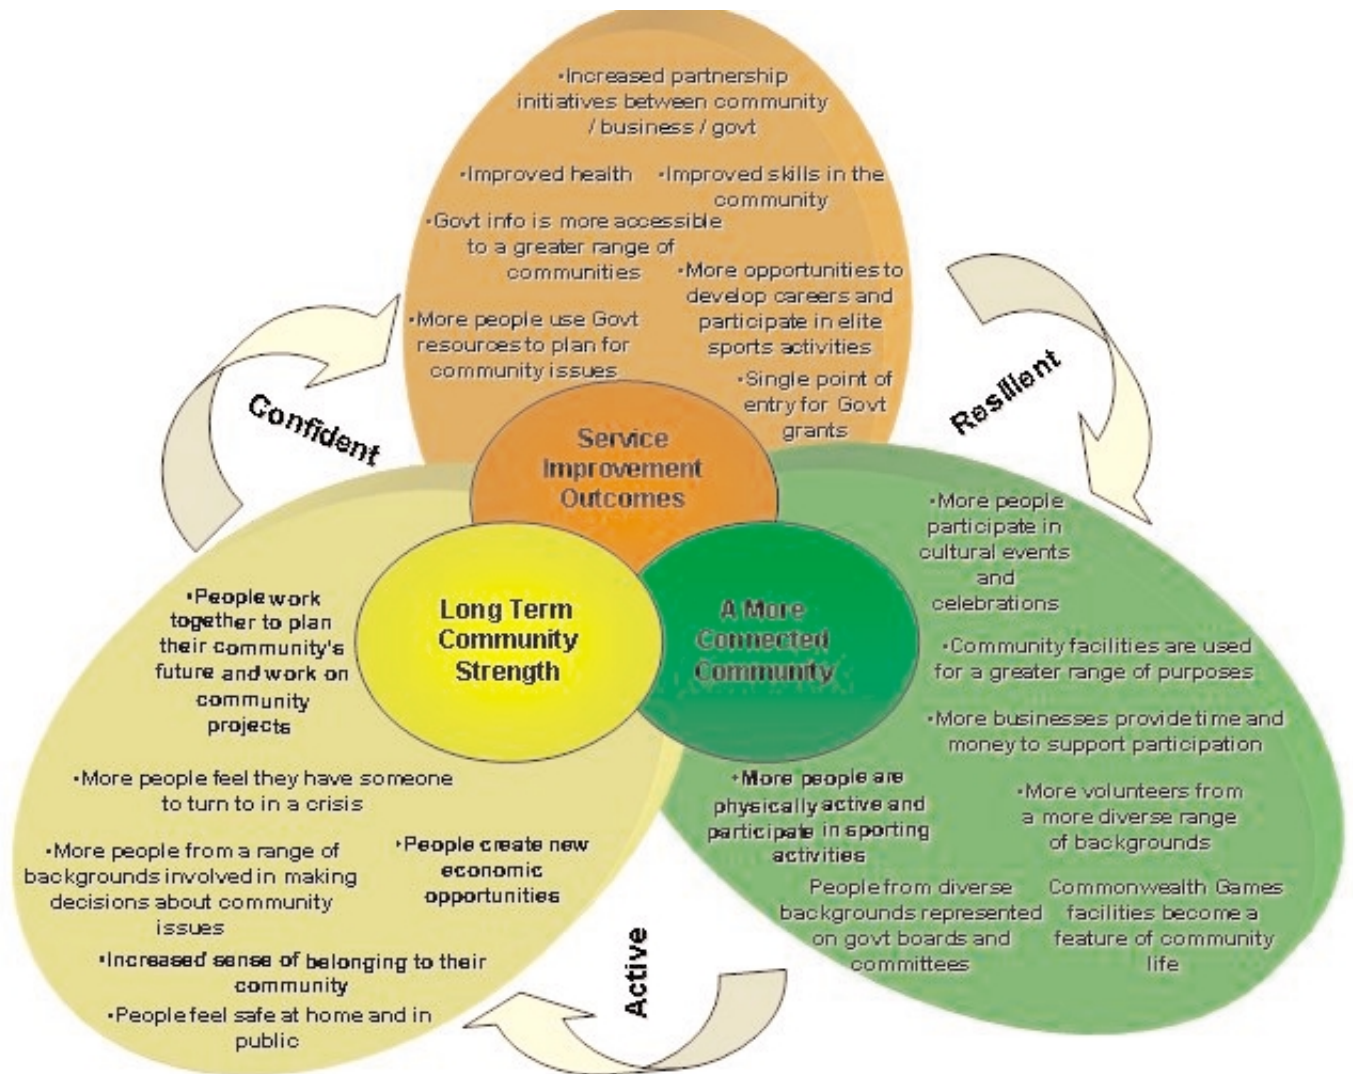 •Increased partnership
initiatives between community
/ business / govt
•Improved health
•Improved skills in the
community
•Govt info is more accessible
to a greater range of
communities
•More opportunities to
develop careers and
participate in elite
sports activities
•More people use Govt
resources to plan for
community issues
•Single point of
entry for Govt
grants
Confident
Resilient
Service
Improvement
Outcomes
Long Term
Community
Strength
A More
Connected
Community
•People work
together to plan
their community's
future and work on
community
projects
•More people feel they have someone
to turn to in a crisis
•More people from a range of
backgrounds involved in making
decisions about community
issues
•People create new
economic
opportunities
•Increased sense of belonging to their
community
•People feel safe at home and in
public
•More people
participate in
cultural events
and
celebrations
•Community facilities are used
for a greater range of purposes
•More businesses provide time and
money to support participation
•More people are
physically active and
participate in sporting
activities
•More volunteers from
a more diverse range
of backgrounds
People from diverse
backgrounds represented
on govt boards and
committees
Commonwealth Games
facilities become a
feature of community
life
Active